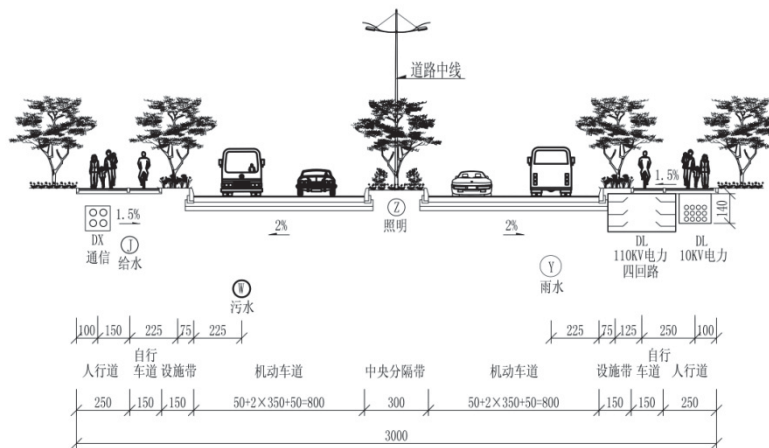 道路中线
1.5%
1.5%
2%
2%
DX
通信
J
给水
Z
照明
W
污水
Y
雨水
DL
110KV电力
四回路
DL
10KV电力
140
100 150 225 75 225
225 75 125 250 100
人行道 自行车道 设施带 机动车道 中央分隔带 机动车道 设施带 自行车道 人行道
250 150 150 50+2×350+50=800 300 50+2×350+50=800 150 150 250
3000